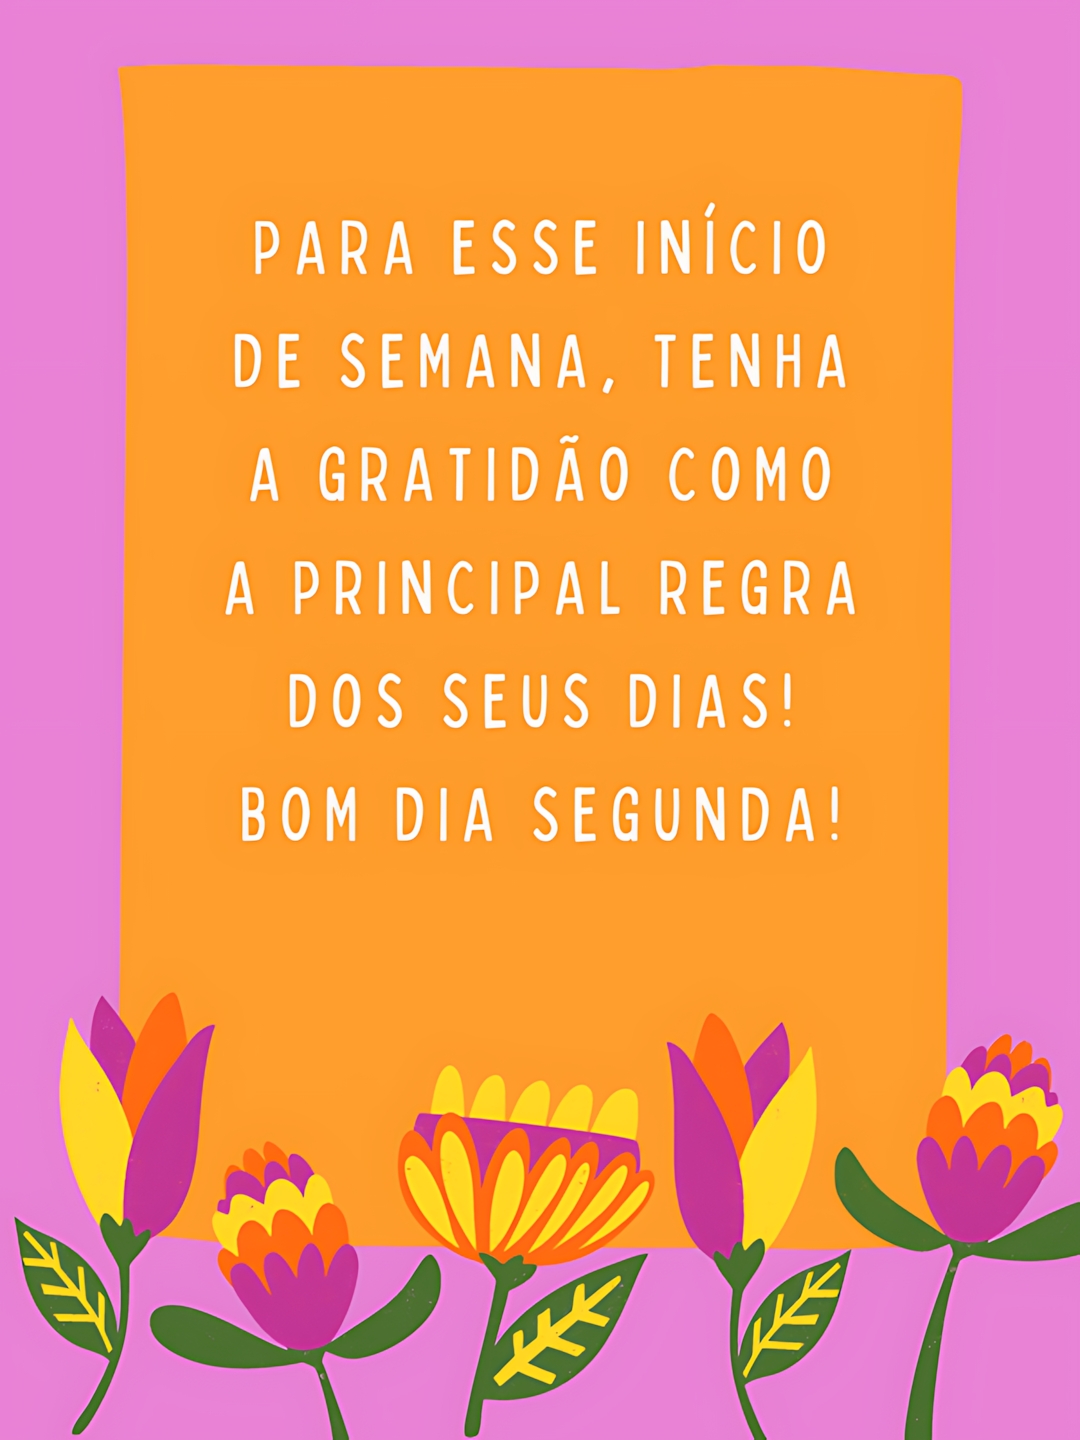 PARA ESSE INÍCIO
DE SEMANA, TENHA
A GRATIDÃO COMO
A PRINCIPAL REGRA
DOS SEUS DIAS!
BOM DIA SEGUNDA!